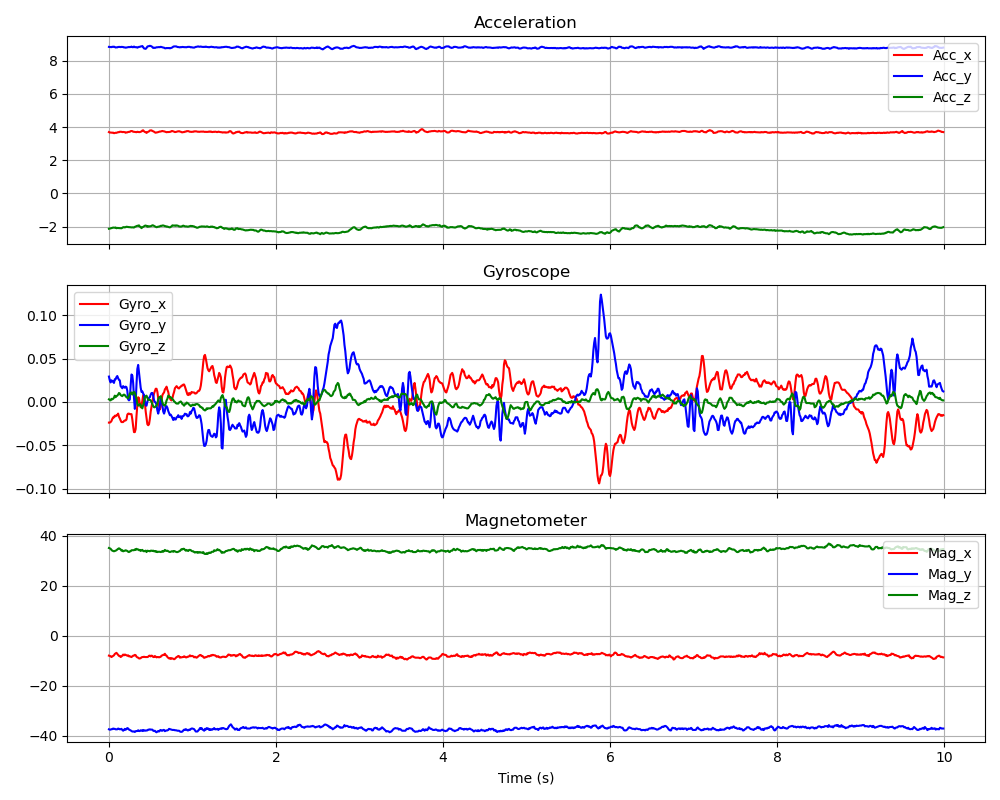 Acceleration
8
6
4
2
0
−2
Acc_x
Acc_y
Acc_z
Gyroscope
0.10
0.05
0.00
−0.05
−0.10
Gyro_x
Gyro_y
Gyro_z
Magnetometer
40
20
0
−20
−40
Mag_x
Mag_y
Mag_z
0 2 4 6 8 10
Time (s)